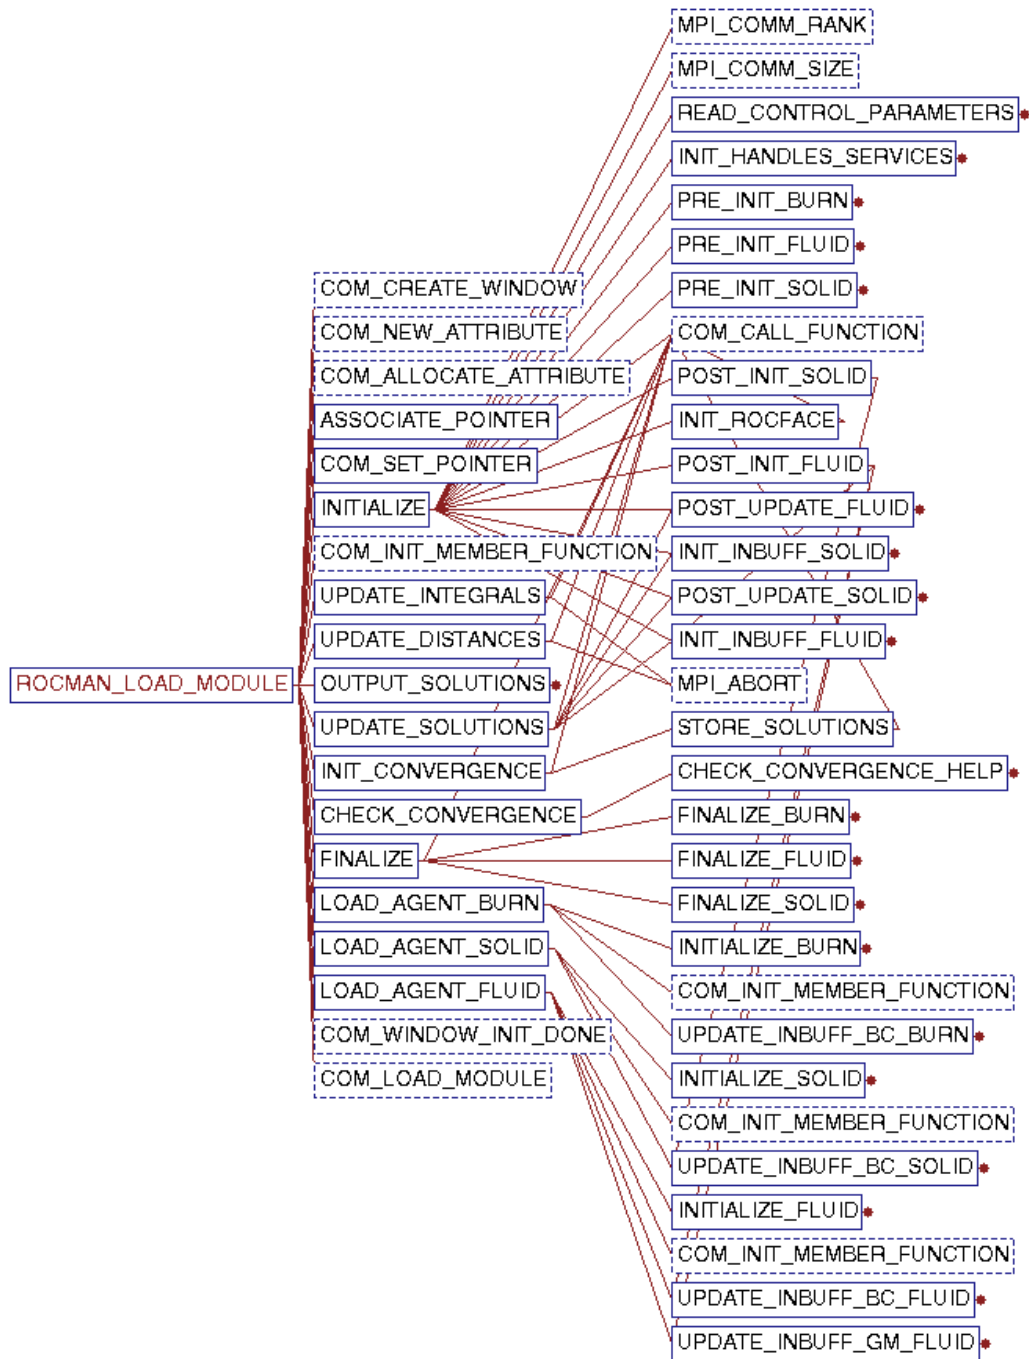 MPI_COMM_RANK
MPI_COMM_SIZE
READ_CONTROL_PARAMETERS
INIT_HANDLES_SERVICES
PRE_INIT_BURN
PRE_INIT_FLUID
COM_CREATE_WINDOW
PRE_INIT_SOLID
COM_NEW_ATTRIBUTE
COM_CALL_FUNCTION
COM_ALLOCATE_ATTRIBUTE
POST_INIT_SOLID
ASSOCIATE_POINTER
INIT_ROCFACE
COM_SET_POINTER
POST_INIT_FLUID
INITIALIZE
POST_UPDATE_FLUID
COM_INIT_MEMBER_FUNCTION
INIT_INBUFF_SOLID
UPDATE_INTEGRALS
POST_UPDATE_SOLID
UPDATE_DISTANCES
INIT_INBUFF_FLUID
ROCMAN_LOAD_MODULE
OUTPUT_SOLUTIONS
MPI_ABORT
UPDATE_SOLUTIONS
STORE_SOLUTIONS
INIT_CONVERGENCE
CHECK_CONVERGENCE_HELP
CHECK_CONVERGENCE
FINALIZE_BURN
FINALIZE
FINALIZE_FLUID
LOAD_AGENT_BURN
FINALIZE_SOLID
LOAD_AGENT_SOLID
INITIALIZE_BURN
LOAD_AGENT_FLUID
COM_INIT_MEMBER_FUNCTION
COM_WINDOW_INIT_DONE
UPDATE_INBUFF_BC_BURN
COM_LOAD_MODULE
INITIALIZE_SOLID
COM_INIT_MEMBER_FUNCTION
UPDATE_INBUFF_BC_SOLID
INITIALIZE_FLUID
COM_INIT_MEMBER_FUNCTION
UPDATE_INBUFF_BC_FLUID
UPDATE_INBUFF_GM_FLUID